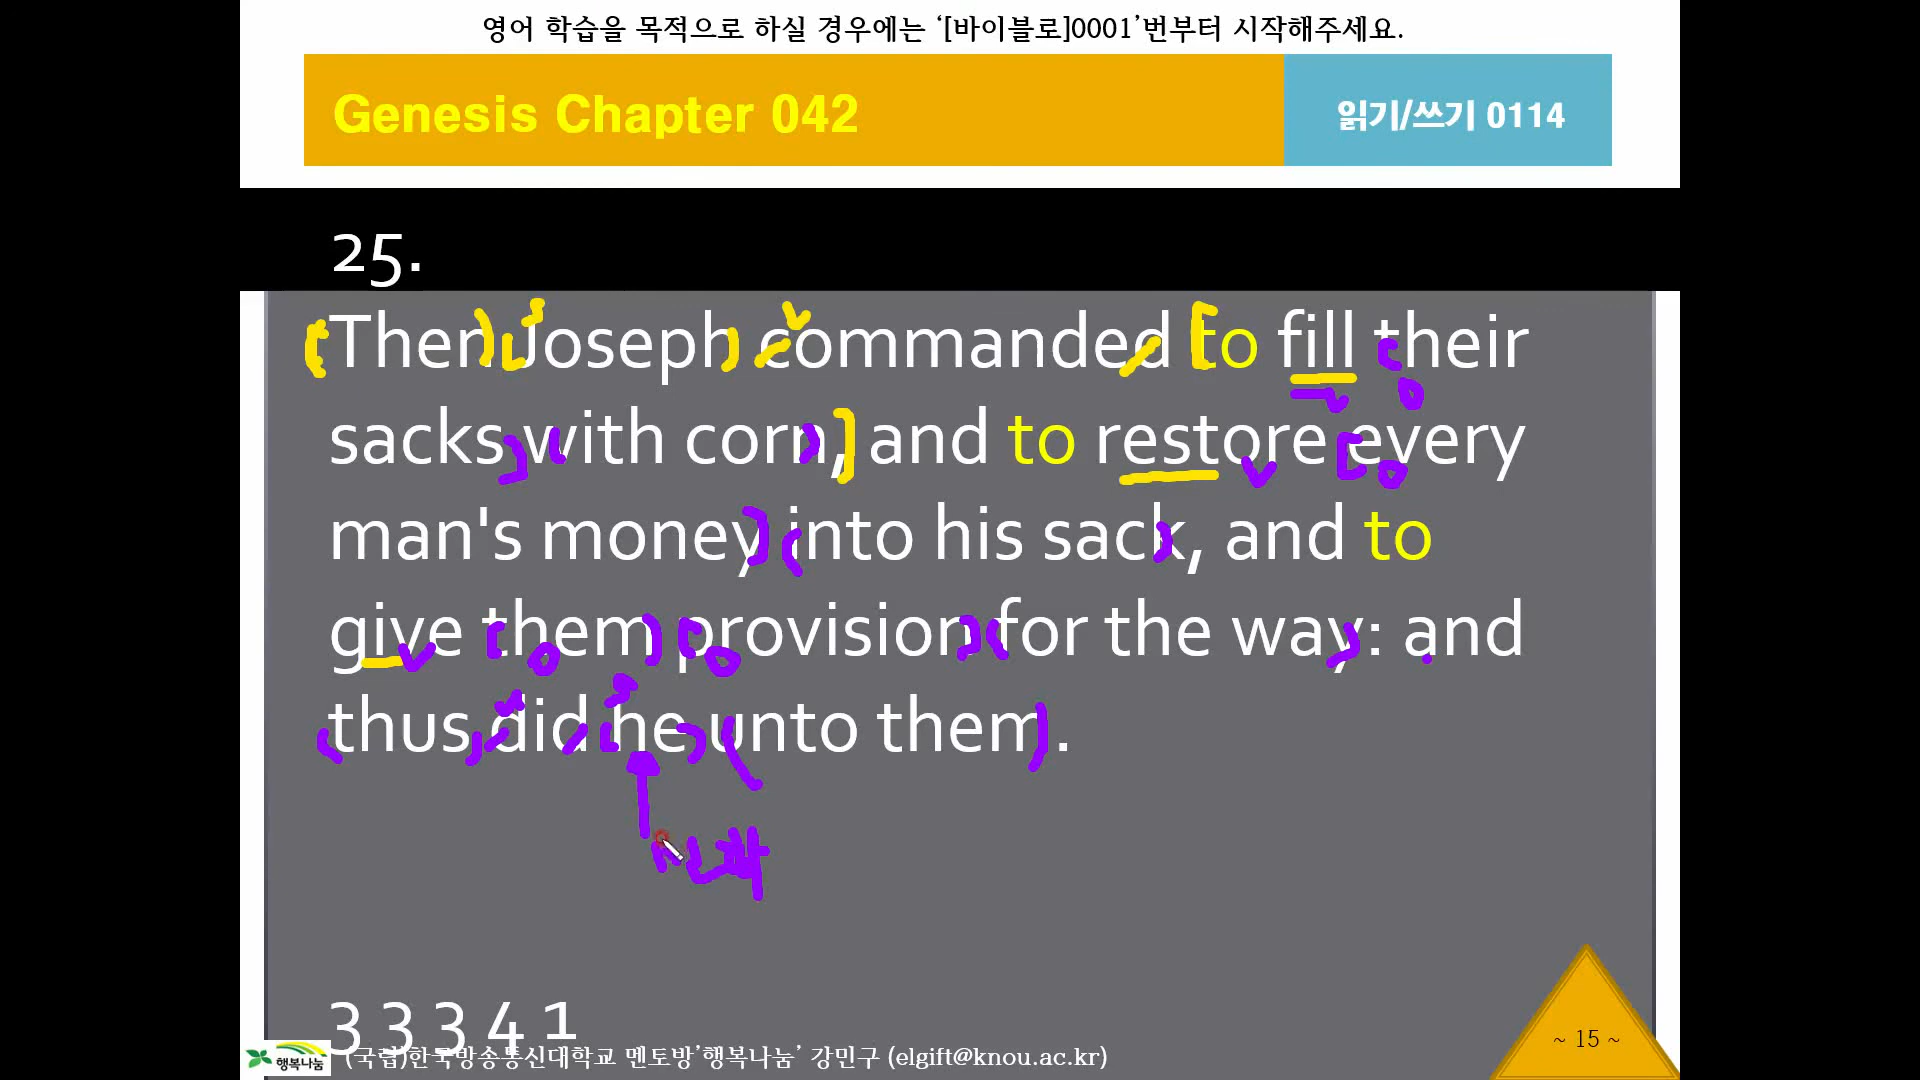 영어 학습을 목적으로 하실 경우에는 ‘[바이블로]0001’번부터 시작해주세요.
Genesis Chapter 042
읽기/쓰기 0114
25.
Then Joseph commanded to fill their
sacks with corn, and to restore every
man's money into his sack, and to
give them provision for the way: and
thus did he unto them.
3 3 3 4 1
행복나눔
(국립)한국방송통신대학교 멘토방’행복나눔’ 강민구 (elgift@knou.ac.kr)
~ 15 ~